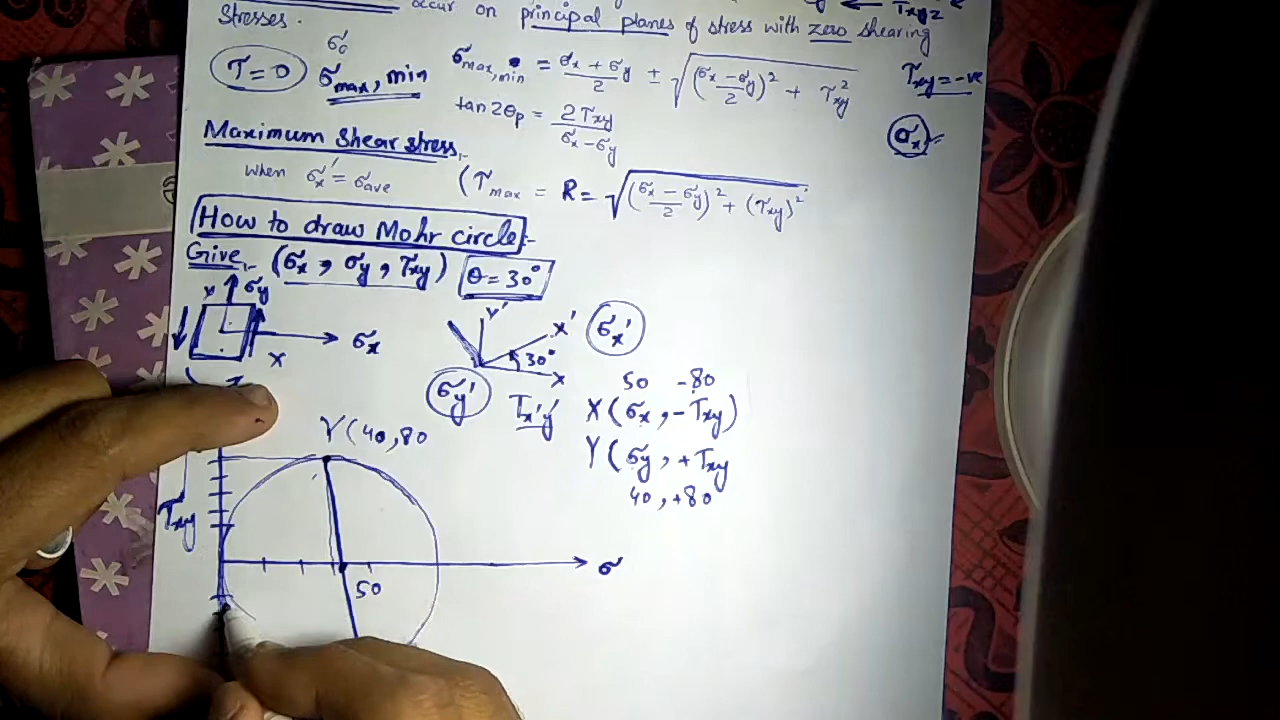 occur on principal planes of stress with zero shearing
stresses.
τ=0 σmax,min σmax,min = σx + σy / 2 ± √(σx - σy / 2)² + τxy²
τxy = -ve
tan 2θp = 2τxy / σx - σy
σx
Maximum shear stress :-
When σx' = σave (τmax = R = √(σx - σy / 2)² + (τxy)²
How to draw Mohr circle :-
Give :- (σx, σy, τxy) θ = 30°
Y σy
X σx
Y' X' σx'
30° X
σy' τx'y'
50 -80
X (σx, -τxy)
Y (σy, +τxy
40, +80
Y (40, 80
τxy
σ
50